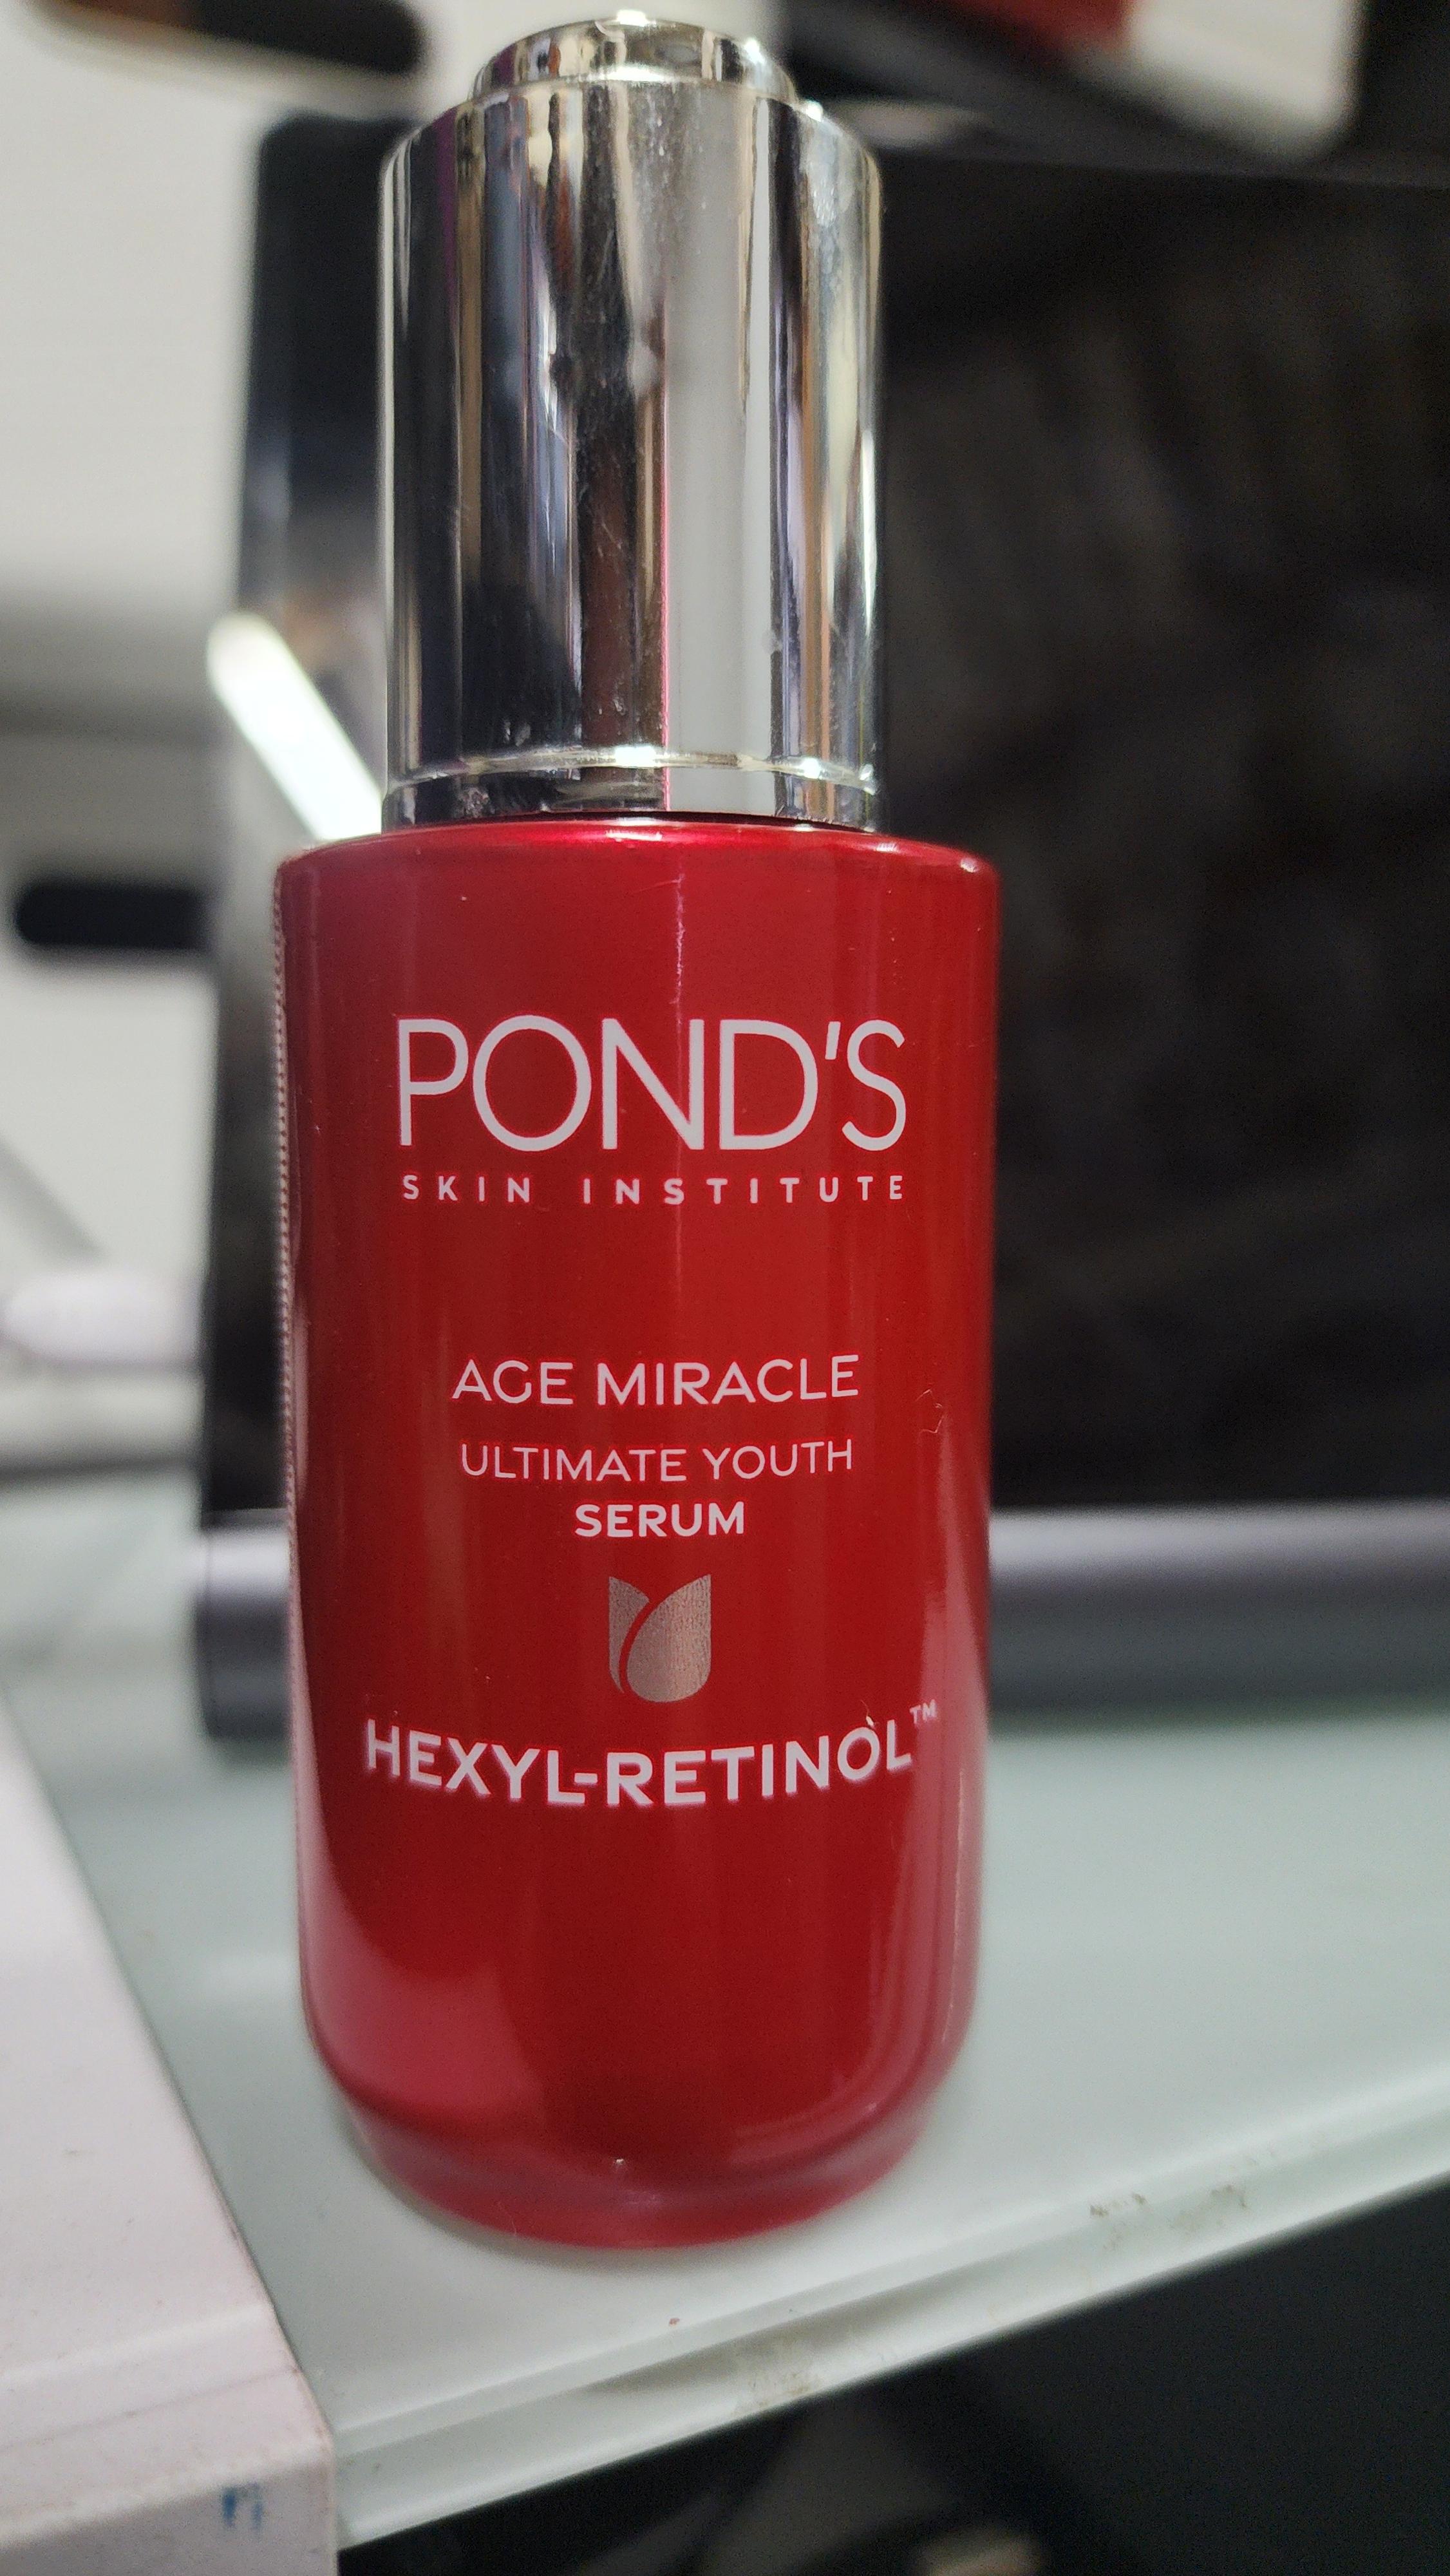 POND'S
SKIN INSTITUTE
AGE MIRACLE
ULTIMATE YOUTH
SERUM
HEXYL-RETINOL™